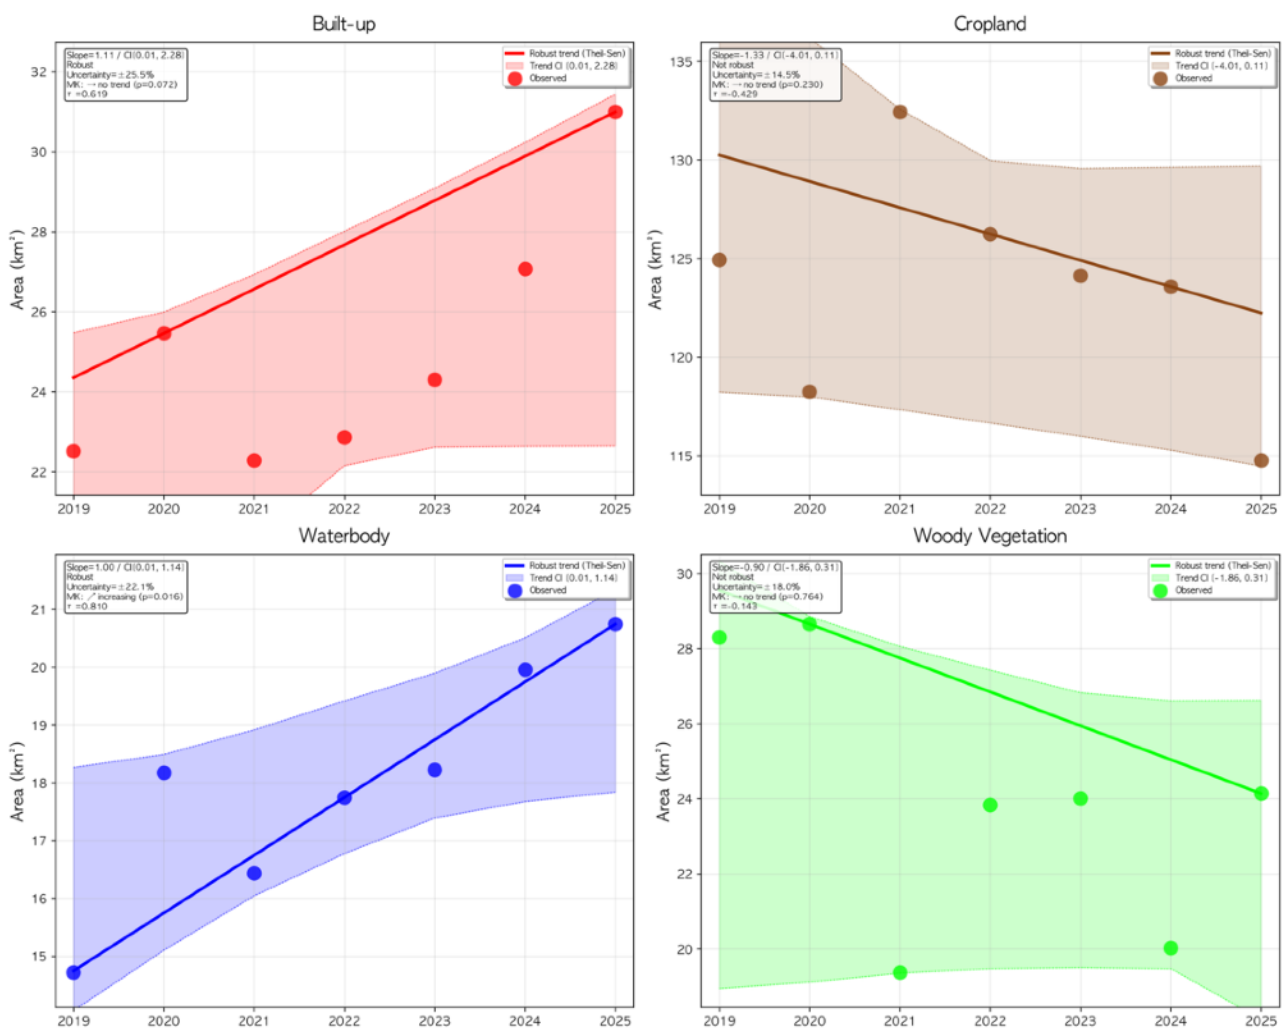 Built-up
Slope=1.11 / CI(0.01, 2.28)
Robust
Uncertainty=±25.5%
MK: → no trend (p=0.072)
τ =0.619
Robust trend (Theil-Sen)
Trend CI (0.01, 2.28)
Observed
Area (km²)
32
30
28
26
24
22
2019 2020 2021 2022 2023 2024 2025
Cropland
Slope=-1.33 / CI(-4.01, 0.11)
Not robust
Uncertainty=±14.5%
MK: → no trend (p=0.230)
τ =-0.429
Robust trend (Theil-Sen)
Trend CI (-4.01, 0.11)
Observed
Area (km²)
135
130
125
120
115
2019 2020 2021 2022 2023 2024 2025
Waterbody
Slope=1.00 / CI(0.01, 1.14)
Robust
Uncertainty=±22.1%
MK: ↗ increasing (p=0.016)
τ =0.810
Robust trend (Theil-Sen)
Trend CI (0.01, 1.14)
Observed
Area (km²)
21
20
19
18
17
16
15
2019 2020 2021 2022 2023 2024 2025
Woody Vegetation
Slope=-0.90 / CI(-1.86, 0.31)
Not robust
Uncertainty=±18.0%
MK: → no trend (p=0.764)
τ =-0.143
Robust trend (Theil-Sen)
Trend CI (-1.86, 0.31)
Observed
Area (km²)
30
28
26
24
22
20
2019 2020 2021 2022 2023 2024 2025